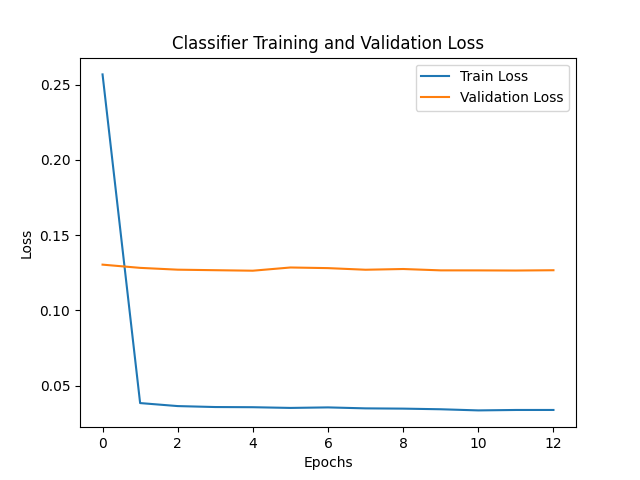 Classifier Training and Validation Loss
Train Loss
Validation Loss
0.25
0.20
0.15
0.10
0.05
Loss
0 2 4 6 8 10 12
Epochs